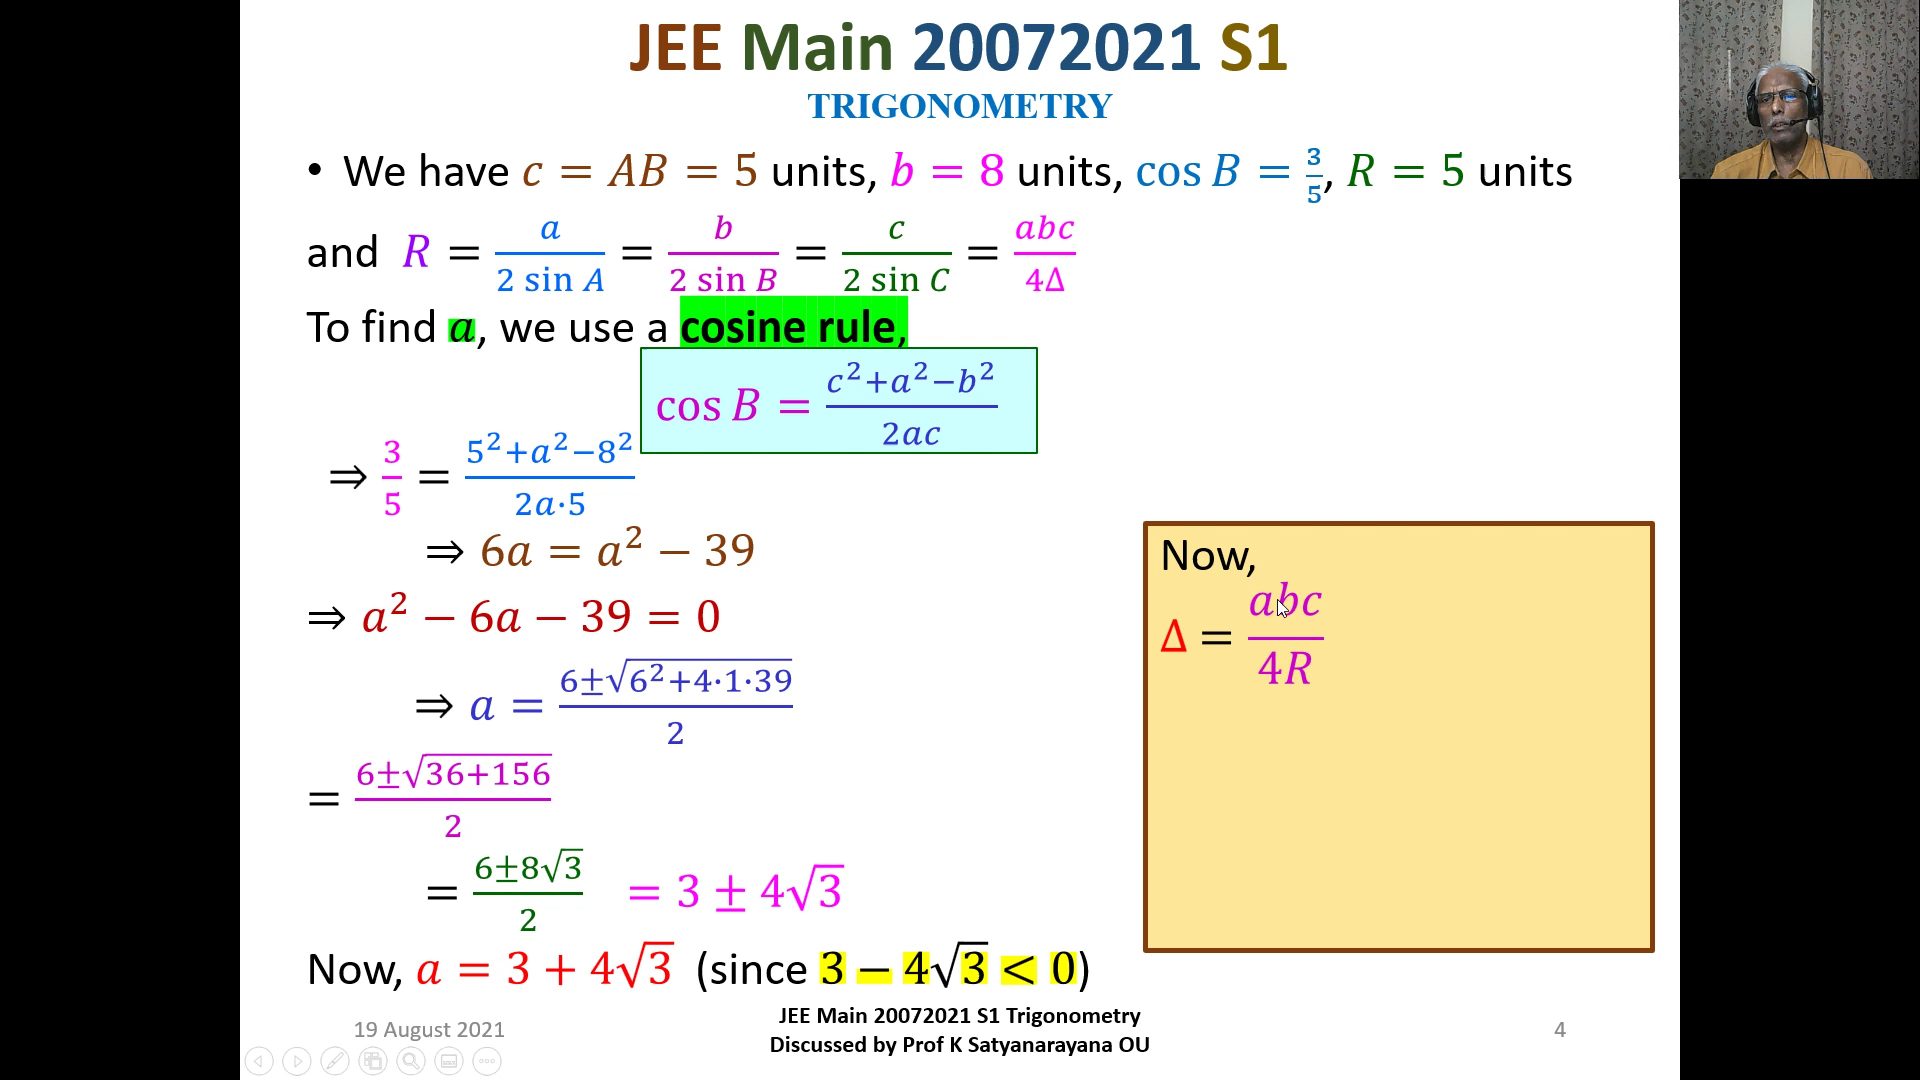 JEE Main 20072021 S1
TRIGONOMETRY
• We have c = AB = 5 units, b = 8 units, cos B = 3/5, R = 5 units
and R = a/(2 sin A) = b/(2 sin B) = c/(2 sin C) = abc/(4Δ)
To find a, we use a cosine rule,
cos B = (c²+a²−b²)/(2ac)
⇒ 3/5 = (5²+a²−8²)/(2a·5)
⇒ 6a = a² − 39
⇒ a² − 6a − 39 = 0
⇒ a = (6±√(6²+4·1·39))/2
= (6±√(36+156))/2
= (6±8√3)/2 = 3 ± 4√3
Now, a = 3 + 4√3 (since 3 − 4√3 < 0)
Now,
Δ = abc/(4R)
19 August 2021
JEE Main 20072021 S1 Trigonometry
Discussed by Prof K Satyanarayana OU
4